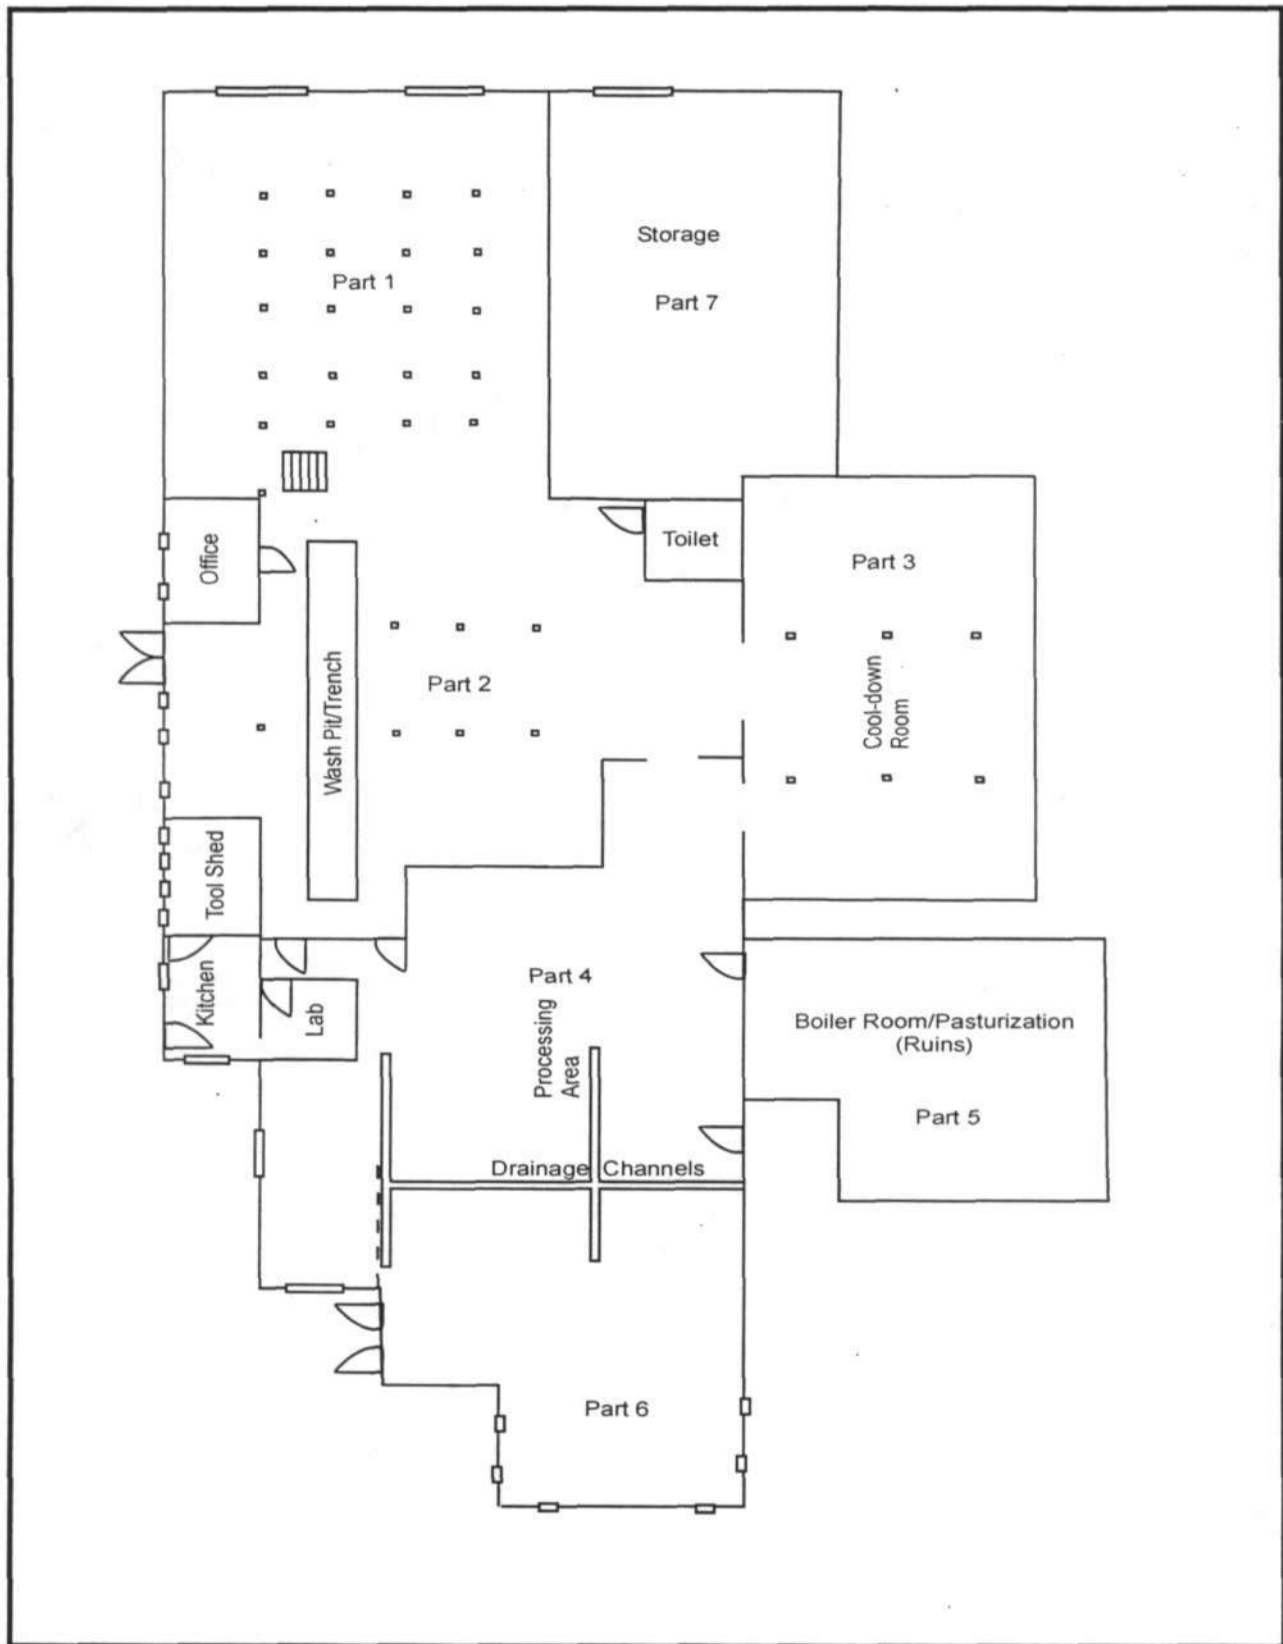 Storage
Part 1
Part 7
Office
Toilet
Part 3
Part 2
Cool-down
Room
Wash Pit/Trench
Tool Shed
Kitchen
Lab
Part 4
Processing
Area
Boiler Room/Pasturization
(Ruins)
Part 5
Drainage Channels
Part 6